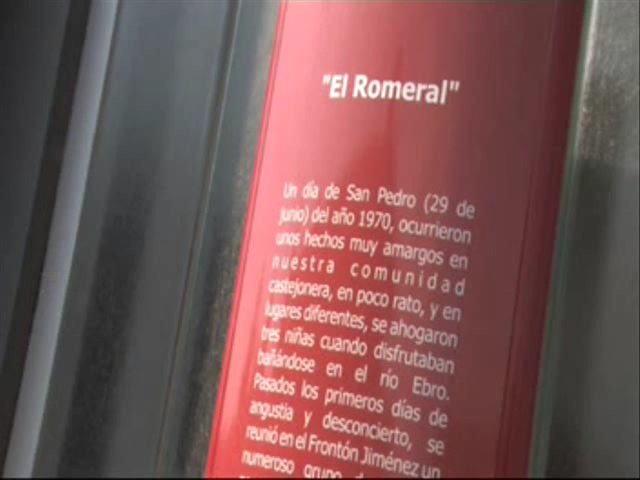 "El Romeral"
Un día de San Pedro (29 de
junio) del año 1970, ocurrieron
unos hechos muy amargos en
nuestra comunidad
castejonera, en poco rato, y en
lugares diferentes, se ahogaron
tres niñas cuando disfrutaban
bañándose en el río Ebro.
Pasados los primeros días de
angustia y desconcierto, se
reunió en el Frontón Jiménez un
numeroso grupo